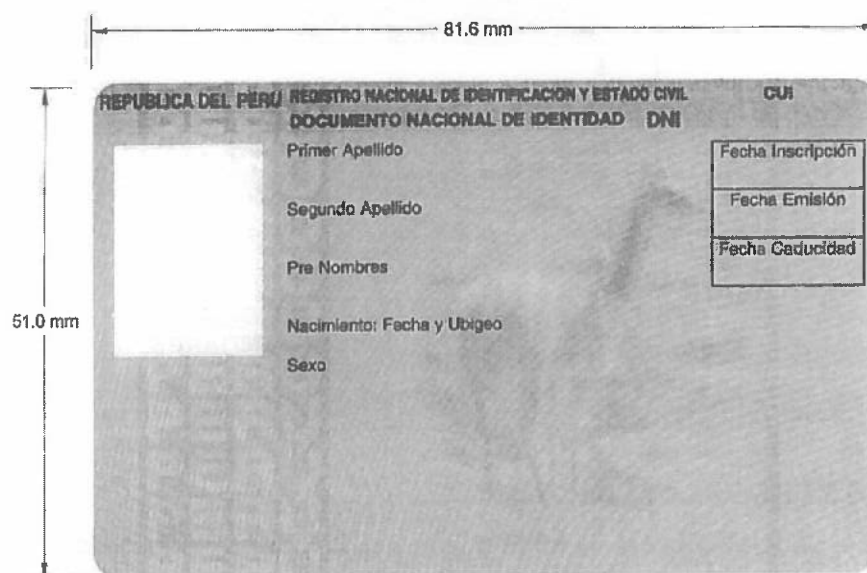 81.6 mm
REPUBLICA DEL PERÚ REGISTRO NACIONAL DE IDENTIFICACION Y ESTADO CIVIL CUI
DOCUMENTO NACIONAL DE IDENTIDAD DNI
Primer Apellido
Fecha Inscripción
Segundo Apellido
Fecha Emisión
Pre Nombres
Fecha Caducidad
51.0 mm
Nacimiento: Fecha y Ubigeo
Sexo